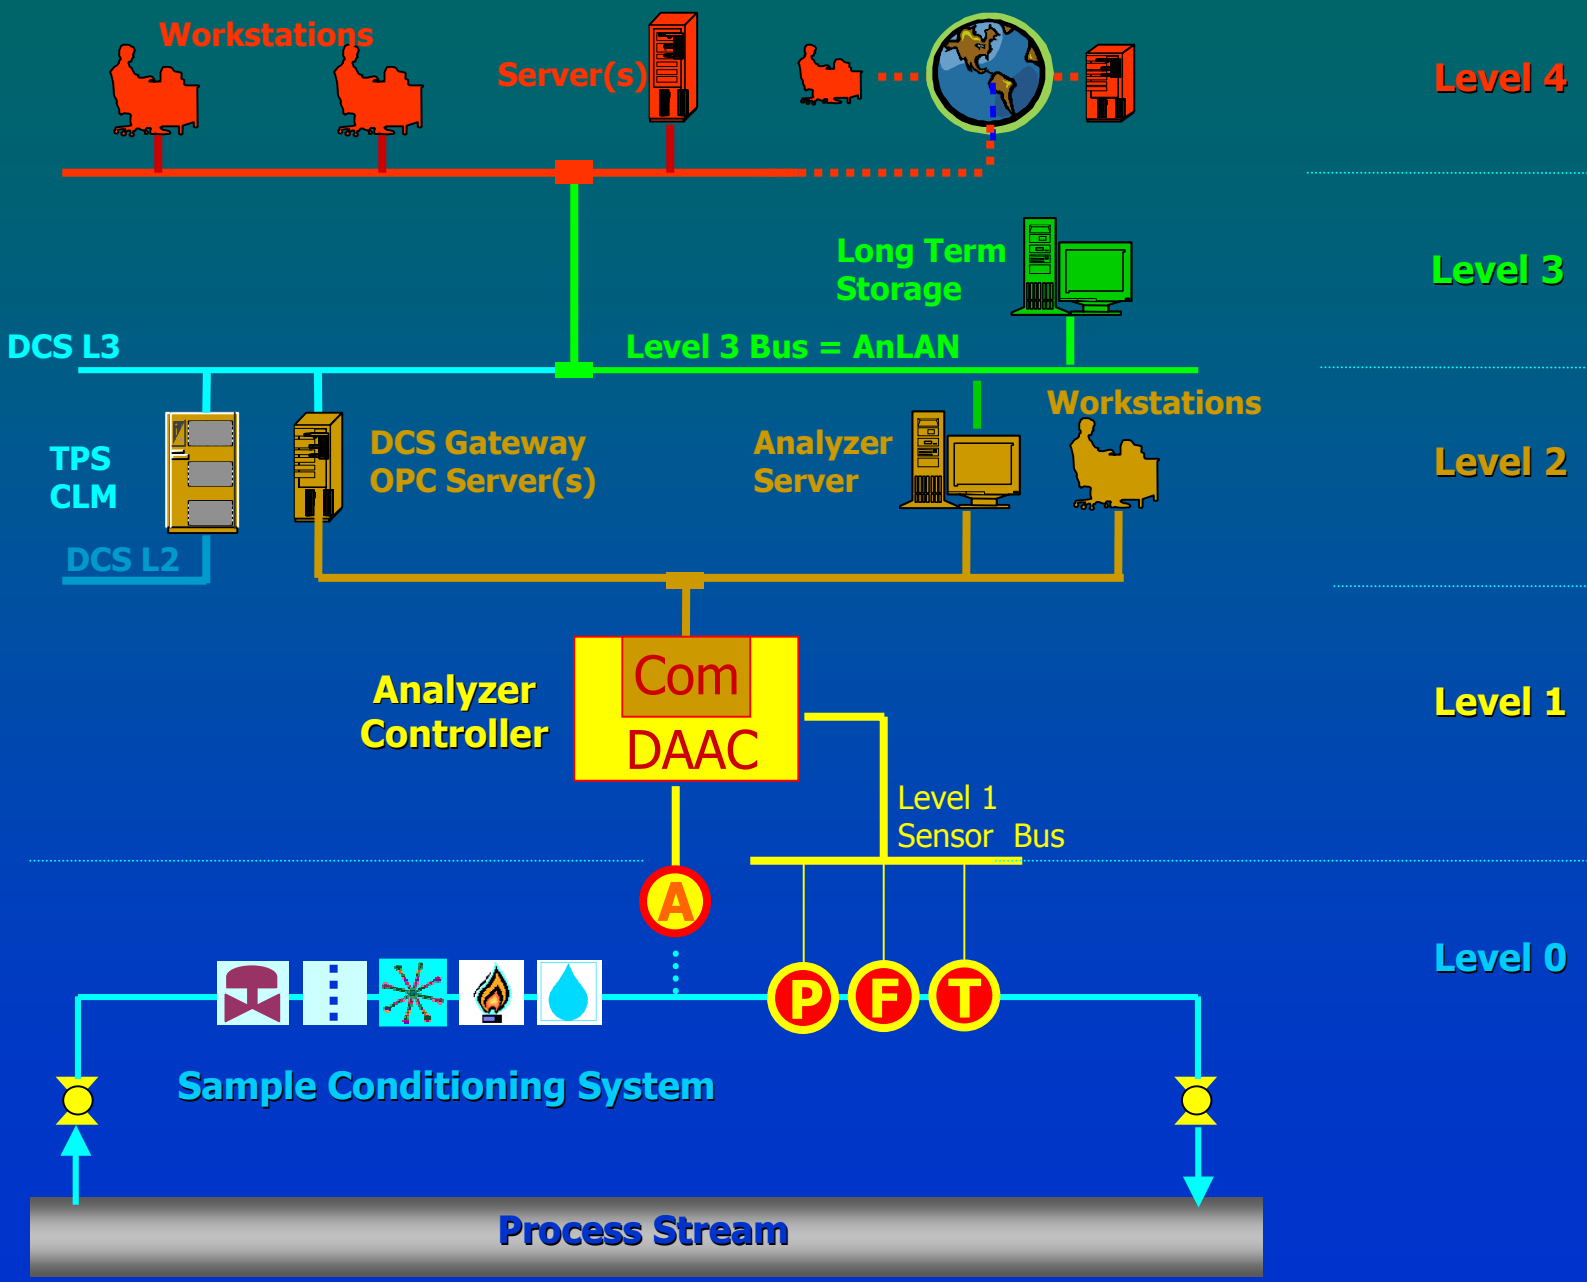 Workstations
Server(s)
Level 4
Long Term
Storage
Level 3
DCS L3
Level 3 Bus = AnLAN
Workstations
TPS
CLM
DCS Gateway
OPC Server(s)
Analyzer
Server
Level 2
DCS L2
Com
DAAC
Analyzer
Controller
Level 1
Level 1
Sensor Bus
A
Level 0
P
F
T
Sample Conditioning System
Process Stream